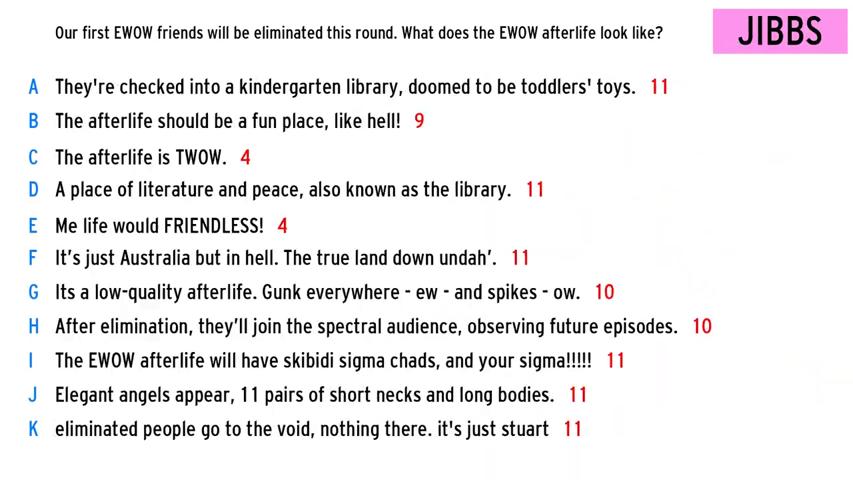 Our first EWOW friends will be eliminated this round. What does the EWOW afterlife look like?
JIBBS
A They're checked into a kindergarten library, doomed to be toddlers' toys. 11
B The afterlife should be a fun place, like hell! 9
C The afterlife is TWOW. 4
D A place of literature and peace, also known as the library. 11
E Me life would FRIENDLESS! 4
F It’s just Australia but in hell. The true land down undah’. 11
G Its a low-quality afterlife. Gunk everywhere - ew - and spikes - ow. 10
H After elimination, they’ll join the spectral audience, observing future episodes. 10
I The EWOW afterlife will have skibidi sigma chads, and your sigma!!!!! 11
J Elegant angels appear, 11 pairs of short necks and long bodies. 11
K eliminated people go to the void, nothing there. it's just stuart 11